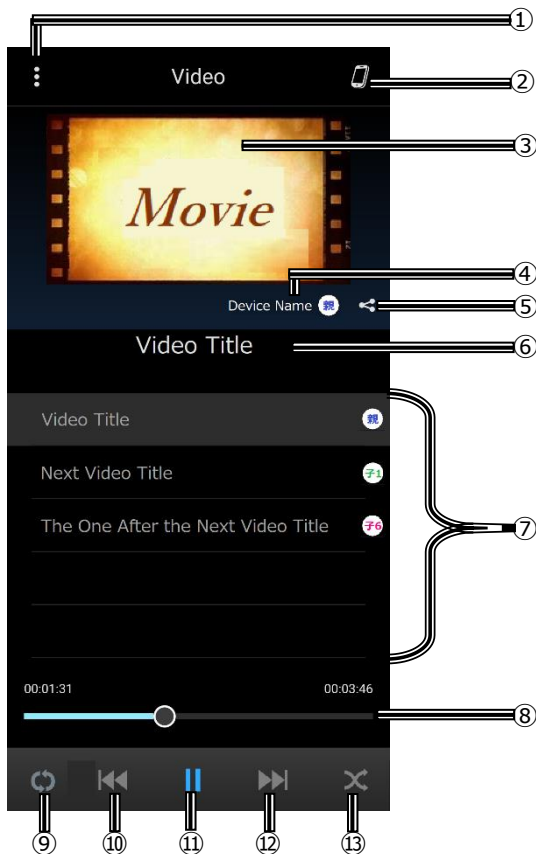 ①
Video
②
③
Movie
④
Device Name 親
⑤
Video Title
⑥
Video Title 親
Next Video Title 子1
⑦
The One After the Next Video Title 子6
00:01:31 00:03:46
⑧
⑨ ⑩ ⑪ ⑫ ⑬